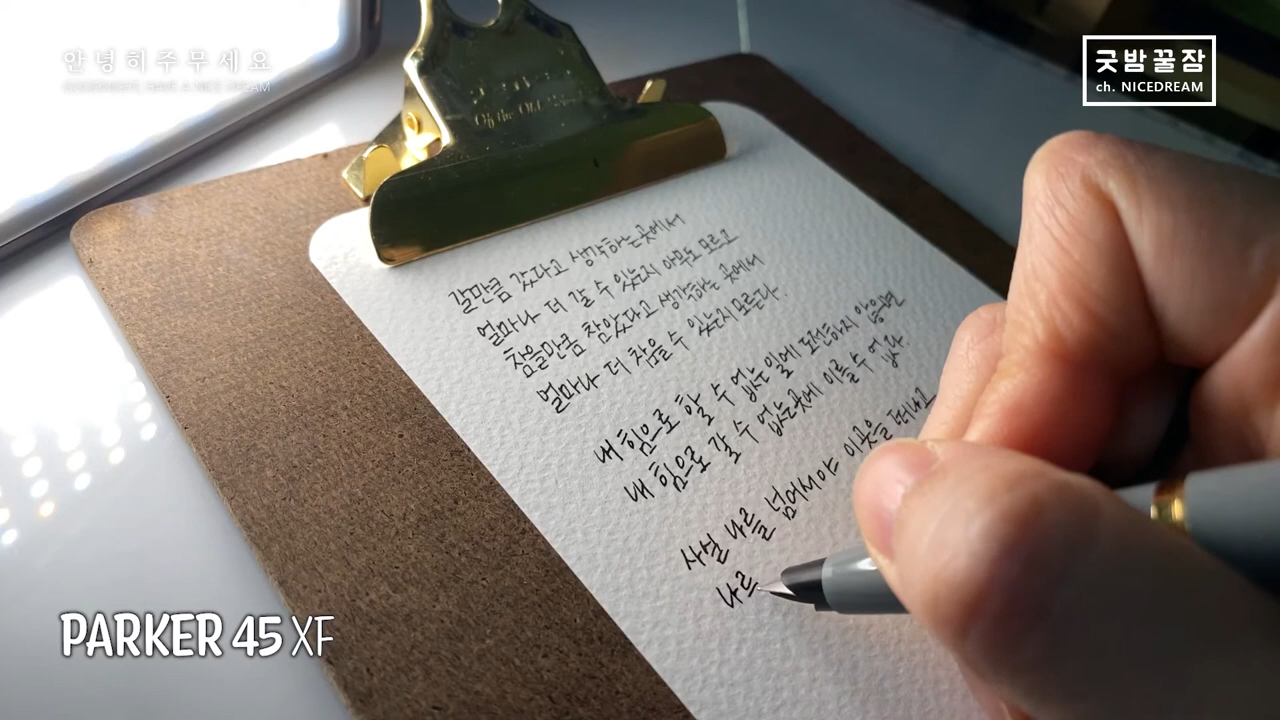 안녕히주무세요
GOODNIGHT, HAVE A NICE DREAM
굿밤꿀잠
ch. NICEDREAM
갈만큼 갔다고 생각하는 곳에서
얼마나 더 갈 수 있는지 아무도 모르고
참을만큼 참았다고 생각하는 곳에서
얼마나 더 참을 수 있는지 모른다.
내 힘으로 할 수 없는 일에 도전하지 않으면
내 힘으로 갈 수 없는 곳에 이를 수 없다.
사실 나를 넘어서야 이곳을 떠나고
나르
PARKER 45 XF